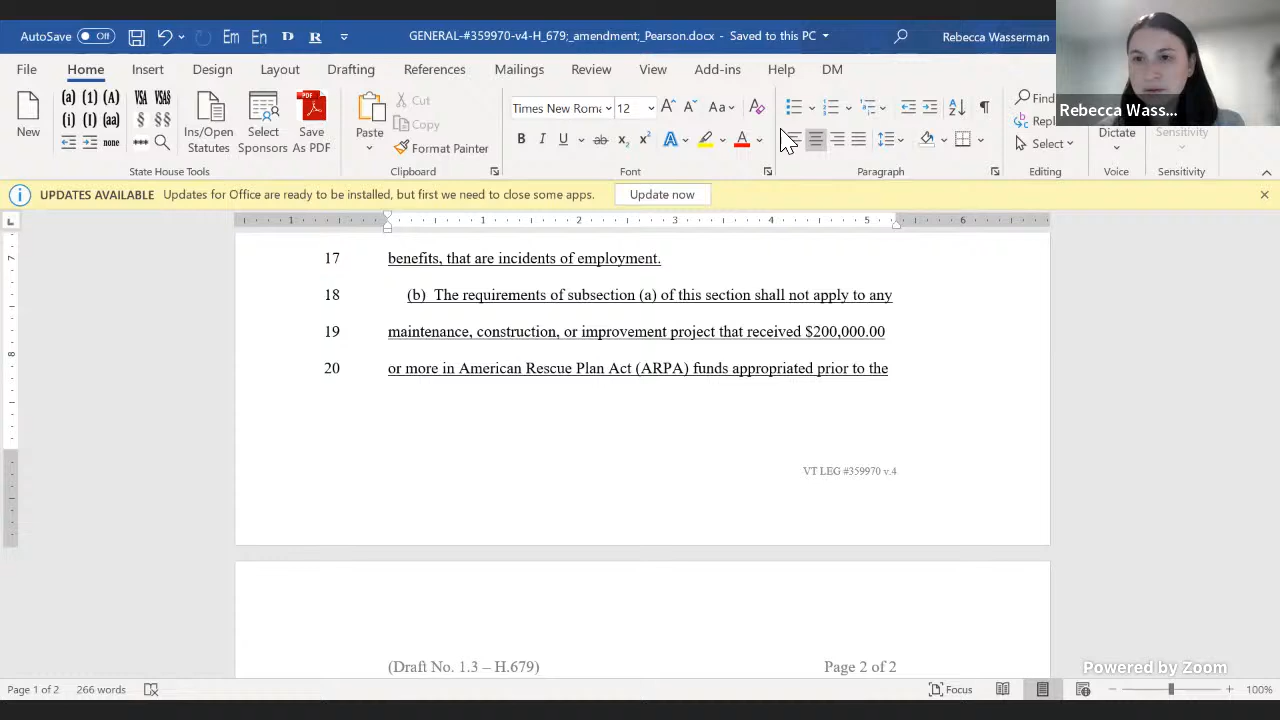 AutoSave Off GENERAL-#359970-v4-H_679;_amendment;_Pearson.docx - Saved to this PC Rebecca Wasserman
File Home Insert Design Layout Drafting References Mailings Review View Add-ins Help DM
Rebecca Wass...
(a) (1) (A) VSA VSA
(i) (I) (aa) $ $$
none
New
Ins/Open Statutes
Select Sponsors
Save As PDF
State House Tools
Paste
Cut
Copy
Format Painter
Clipboard
Times New Roma 12
Font
Paragraph
Find
Repl
Select
Editing
Dictate
Voice
Sensitivity
Sensitivity
UPDATES AVAILABLE Updates for Office are ready to be installed, but first we need to close some apps. Update now
17 benefits, that are incidents of employment.
18 (b) The requirements of subsection (a) of this section shall not apply to any
19 maintenance, construction, or improvement project that received $200,000.00
20 or more in American Rescue Plan Act (ARPA) funds appropriated prior to the
VT LEG #359970 v.4
(Draft No. 1.3 – H.679) Page 2 of 2
Powered by Zoom
Page 1 of 2 266 words Focus 100%